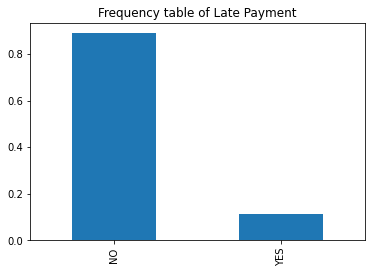 Frequency table of Late Payment
0.8
0.6
0.4
0.2
0.0
NO
YES